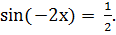 sin(−2x) = 1/2.